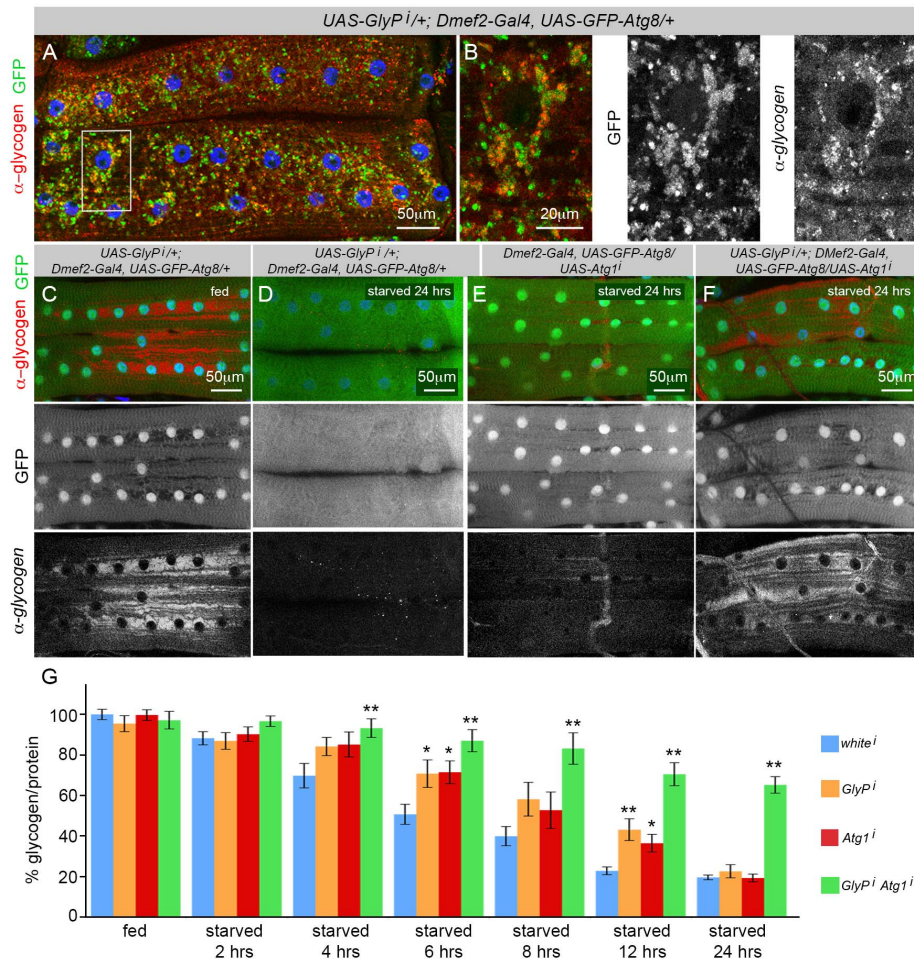 UAS-GlyP i/+; Dmef2-Gal4, UAS-GFP-Atg8/+
α–glycogen GFP
A
50μm
B
20μm
GFP
α-glycogen
UAS-GlyP i/+;
Dmef2-Gal4, UAS-GFP-Atg8/+
UAS-GlyP i/+;
Dmef2-Gal4, UAS-GFP-Atg8/+
Dmef2-Gal4, UAS-GFP-Atg8/
UAS-Atg1i
UAS-GlyP i/+; DMef2-Gal4,
UAS-GFP-Atg8/UAS-Atg1i
α–glycogen GFP
C
fed
50μm
D
starved 24 hrs
50μm
E
starved 24 hrs
50μm
F
starved 24 hrs
50μm
GFP
α-glycogen
G
% glycogen/protein
100
80
60
40
20
0
** ** ** ** **
* * ** *
fed
starved
2 hrs
starved
4 hrs
starved
6 hrs
starved
8 hrs
starved
12 hrs
starved
24 hrs
white i
GlyP i
Atg1 i
GlyP i Atg1 i